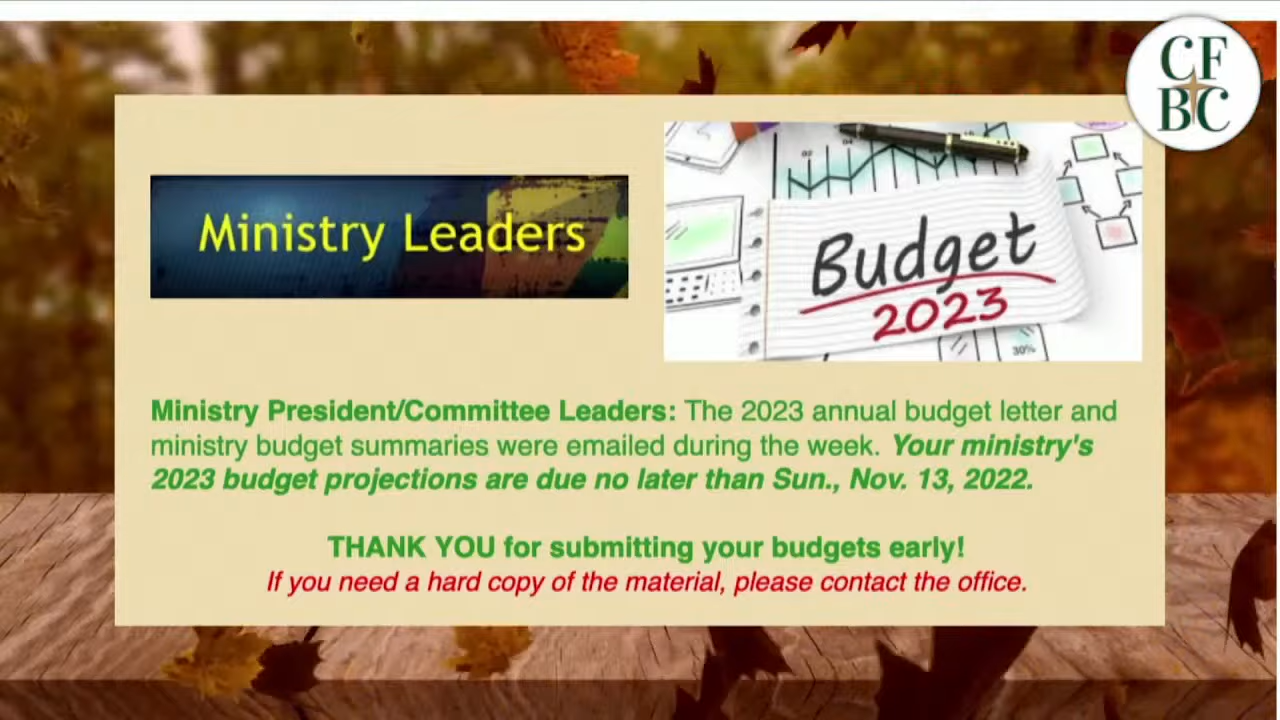 CF
BC
Ministry Leaders
02 04
Budget
2023
30%
Ministry President/Committee Leaders: The 2023 annual budget letter and
ministry budget summaries were emailed during the week. Your ministry's
2023 budget projections are due no later than Sun., Nov. 13, 2022.
THANK YOU for submitting your budgets early!
If you need a hard copy of the material, please contact the office.